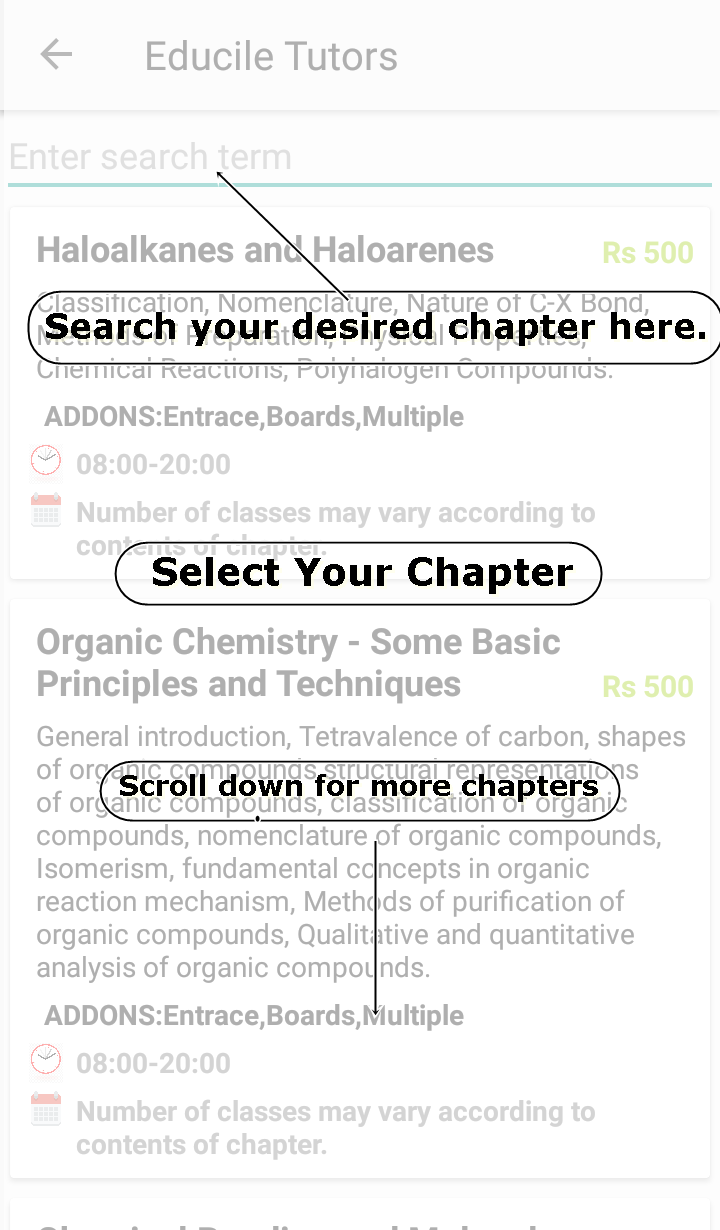 Educile Tutors
Enter search term
Haloalkanes and Haloarenes
Rs 500
Classification, Nomenclature, Nature of C-X Bond,
Search your desired chapter here.
Methods of Preparation, Physical Properties,
Chemical Reactions, Polyhalogen Compounds.
ADDONS:Entrace,Boards,Multiple
08:00-20:00
Number of classes may vary according to
contents of chapter.
Select Your Chapter
Organic Chemistry - Some Basic
Principles and Techniques
Rs 500
General introduction, Tetravalence of carbon, shapes
of organic compounds structural representations
Scroll down for more chapters
of organic compounds, classification of organic
compounds, nomenclature of organic compounds,
Isomerism, fundamental concepts in organic
reaction mechanism, Methods of purification of
organic compounds, Qualitative and quantitative
analysis of organic compounds.
ADDONS:Entrace,Boards,Multiple
08:00-20:00
Number of classes may vary according to
contents of chapter.